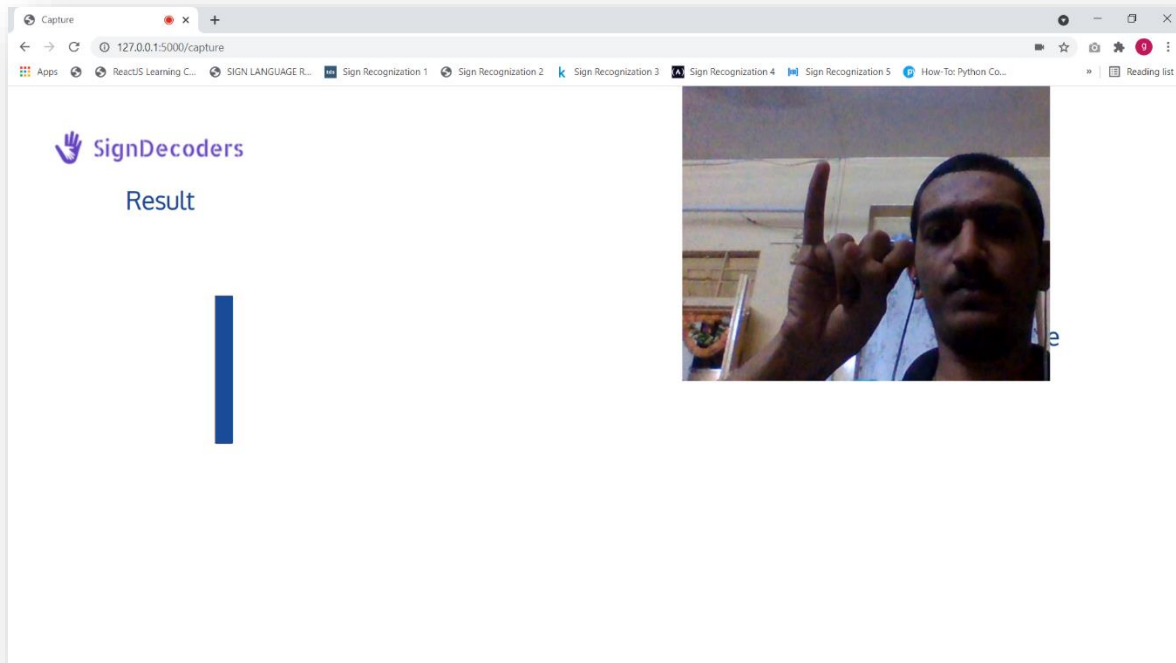 Capture
127.0.0.1:5000/capture
Apps ReactJS Learning C... SIGN LANGUAGE R... Sign Recognization 1 Sign Recognization 2 Sign Recognization 3 Sign Recognization 4 Sign Recognization 5 How-To: Python Co... » Reading list
g
SignDecoders
Result
I
e